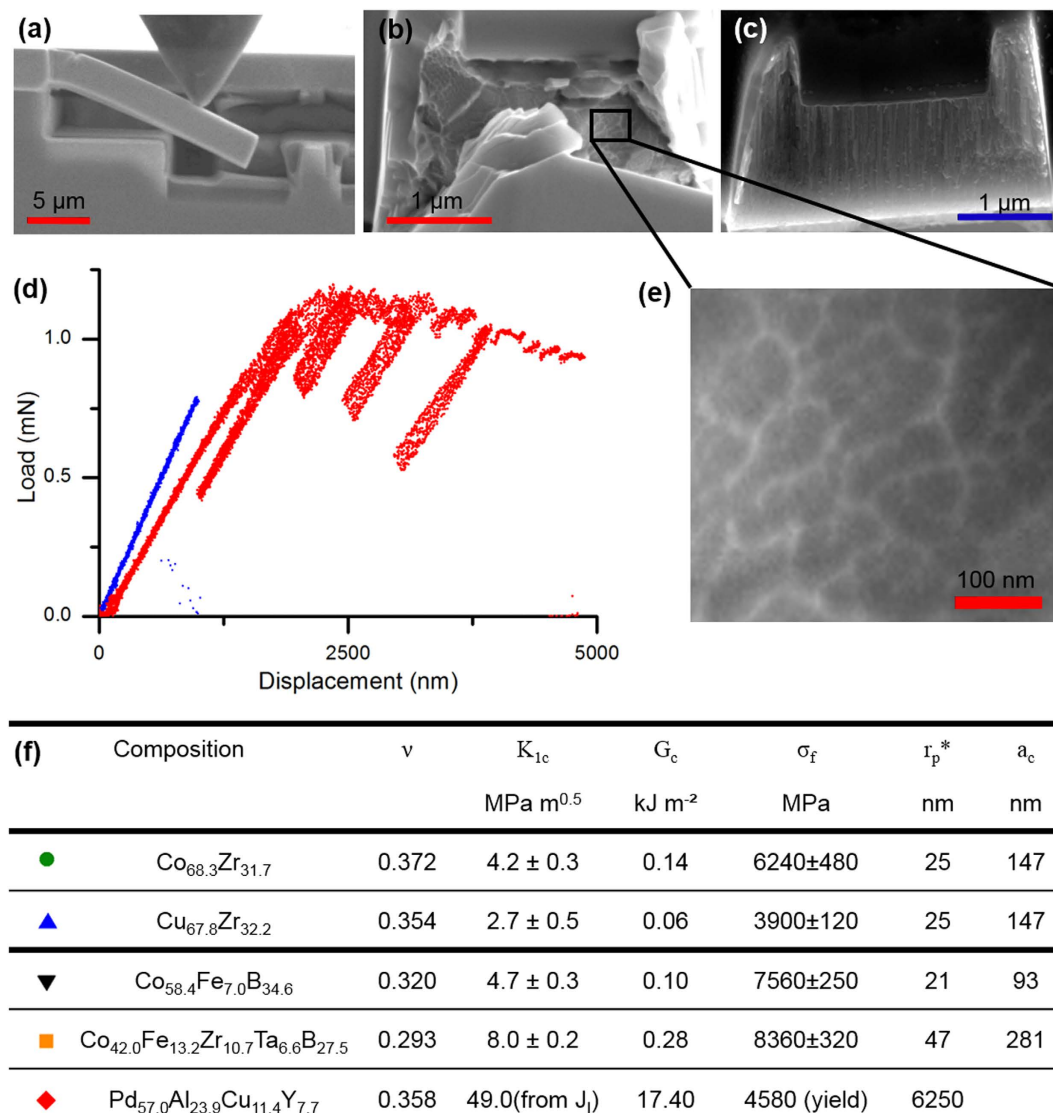 (a)
5 µm
(b)
1 µm
(c)
1 µm
(d)
1.0
0.5
0.0
Load (mN)
0
2500
5000
Displacement (nm)
(e)
100 nm
(f) Composition ν K₁c G_c σ_f r_p* a_c
MPa m⁰·⁵ kJ m⁻² MPa nm nm
Co₆₈.₃Zr₃₁.₇ 0.372 4.2 ± 0.3 0.14 6240±480 25 147
Cu₆₇.₈Zr₃₂.₂ 0.354 2.7 ± 0.5 0.06 3900±120 25 147
Co₅₈.₄Fe₇.₀B₃₄.₆ 0.320 4.7 ± 0.3 0.10 7560±250 21 93
Co₄₂.₀Fe₁₃.₂Zr₁₀.₇Ta₆.₆B₂₇.₅ 0.293 8.0 ± 0.2 0.28 8360±320 47 281
Pd₅₇.₀Al₂₃.₉Cu₁₁.₄Y₇.₇ 0.358 49.0(from J_I) 17.40 4580 (yield) 6250